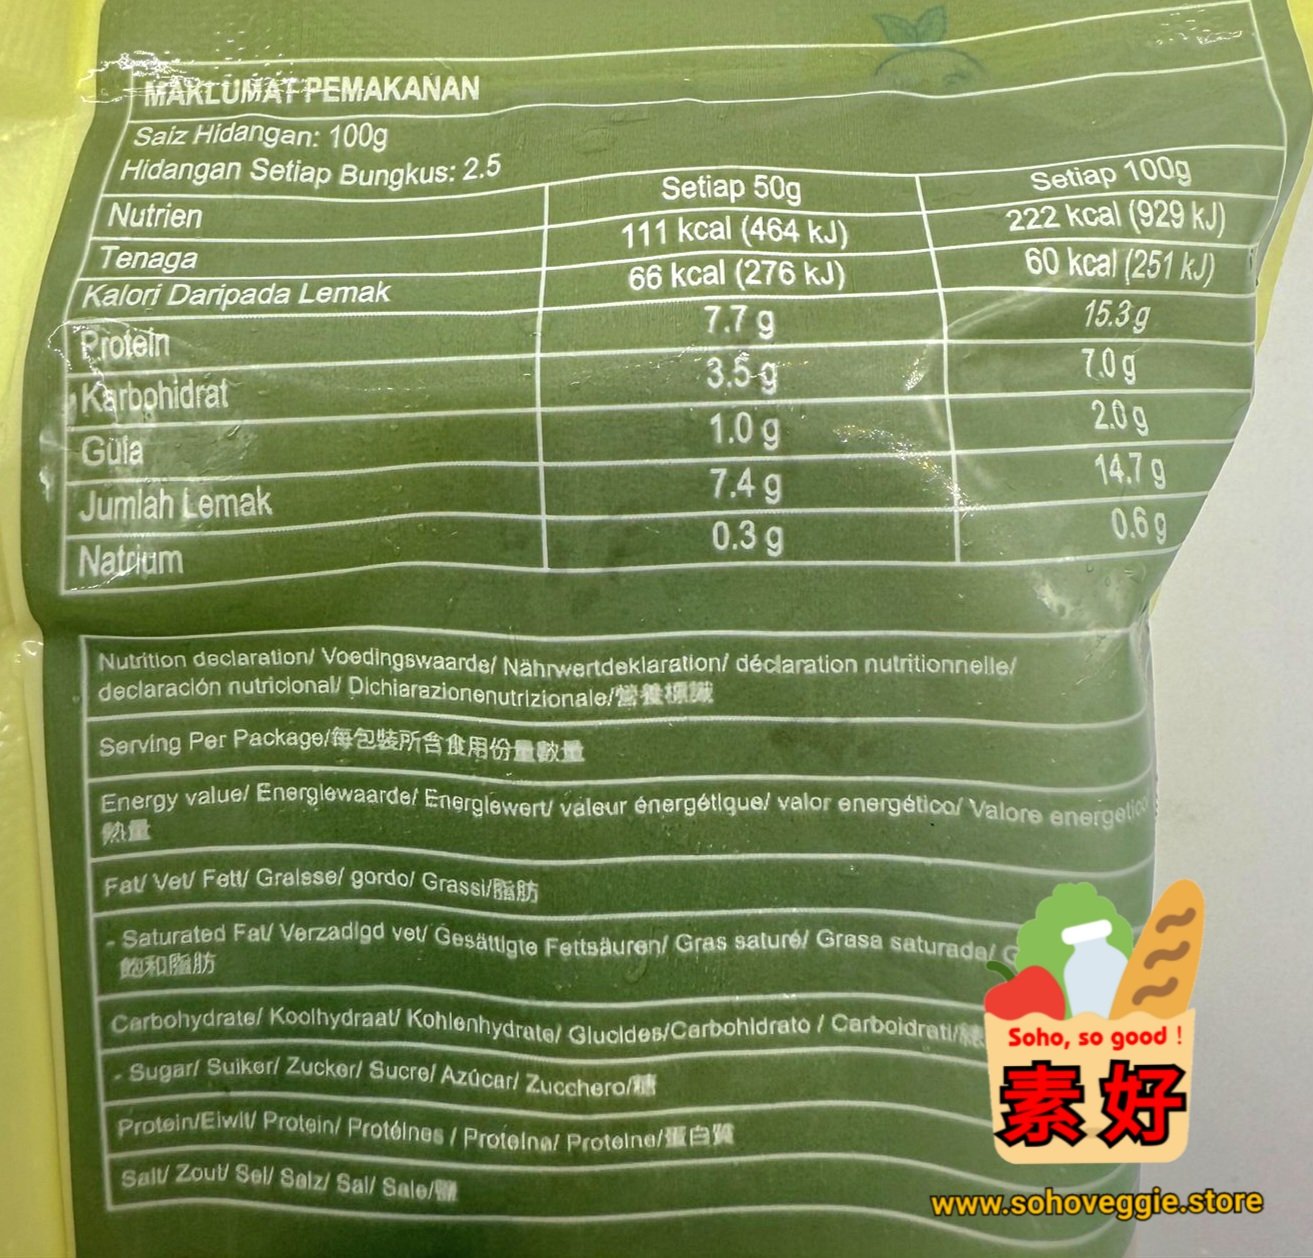 MAKLUMAT PEMAKANAN
Saiz Hidangan: 100g
Hidangan Setiap Bungkus: 2.5
Nutrien Setiap 50g Setiap 100g
Tenaga 111 kcal (464 kJ) 222 kcal (929 kJ)
Kalori Daripada Lemak 66 kcal (276 kJ) 60 kcal (251 kJ)
Protein 7.7 g 15.3 g
Karbohidrat 3.5 g 7.0 g
Gula 1.0 g 2.0 g
Jumlah Lemak 7.4 g 14.7 g
Natrium 0.3 g 0.6 g
Nutrition declaration/ Voedingswaarde/ Nährwertdeklaration/ déclaration nutritionnelle/
declaración nutricional/ Dichiarazionenutrizionale/營養標識
Serving Per Package/每包裝所含食用份量數量
Energy value/ Energiewaarde/ Energiewert/ valeur énergétique/ valor energético/ Valore energetico
熱量
Fat/ Vet/ Fett/ Graisse/ gordo/ Grassi/脂肪
- Saturated Fat/ Verzadigd vet/ Gesättigte Fettsäuren/ Gras saturé/ Grasa saturada/
飽和脂肪
Carbohydrate/ Koolhydraat/ Kohlenhydrate/ Glucides/Carbohidrato / Carboidrati/
- Sugar/ Suiker/ Zucker/ Sucre/ Azúcar/ Zucchero/糖
Protein/Eiwit/ Protein/ Protéines / Proteína/ Proteine/蛋白質
Salt/ Zout/ Sel/ Salz/ Sal/ Sale/鹽
Soho, so good !
素好
www.sohoveggie.store